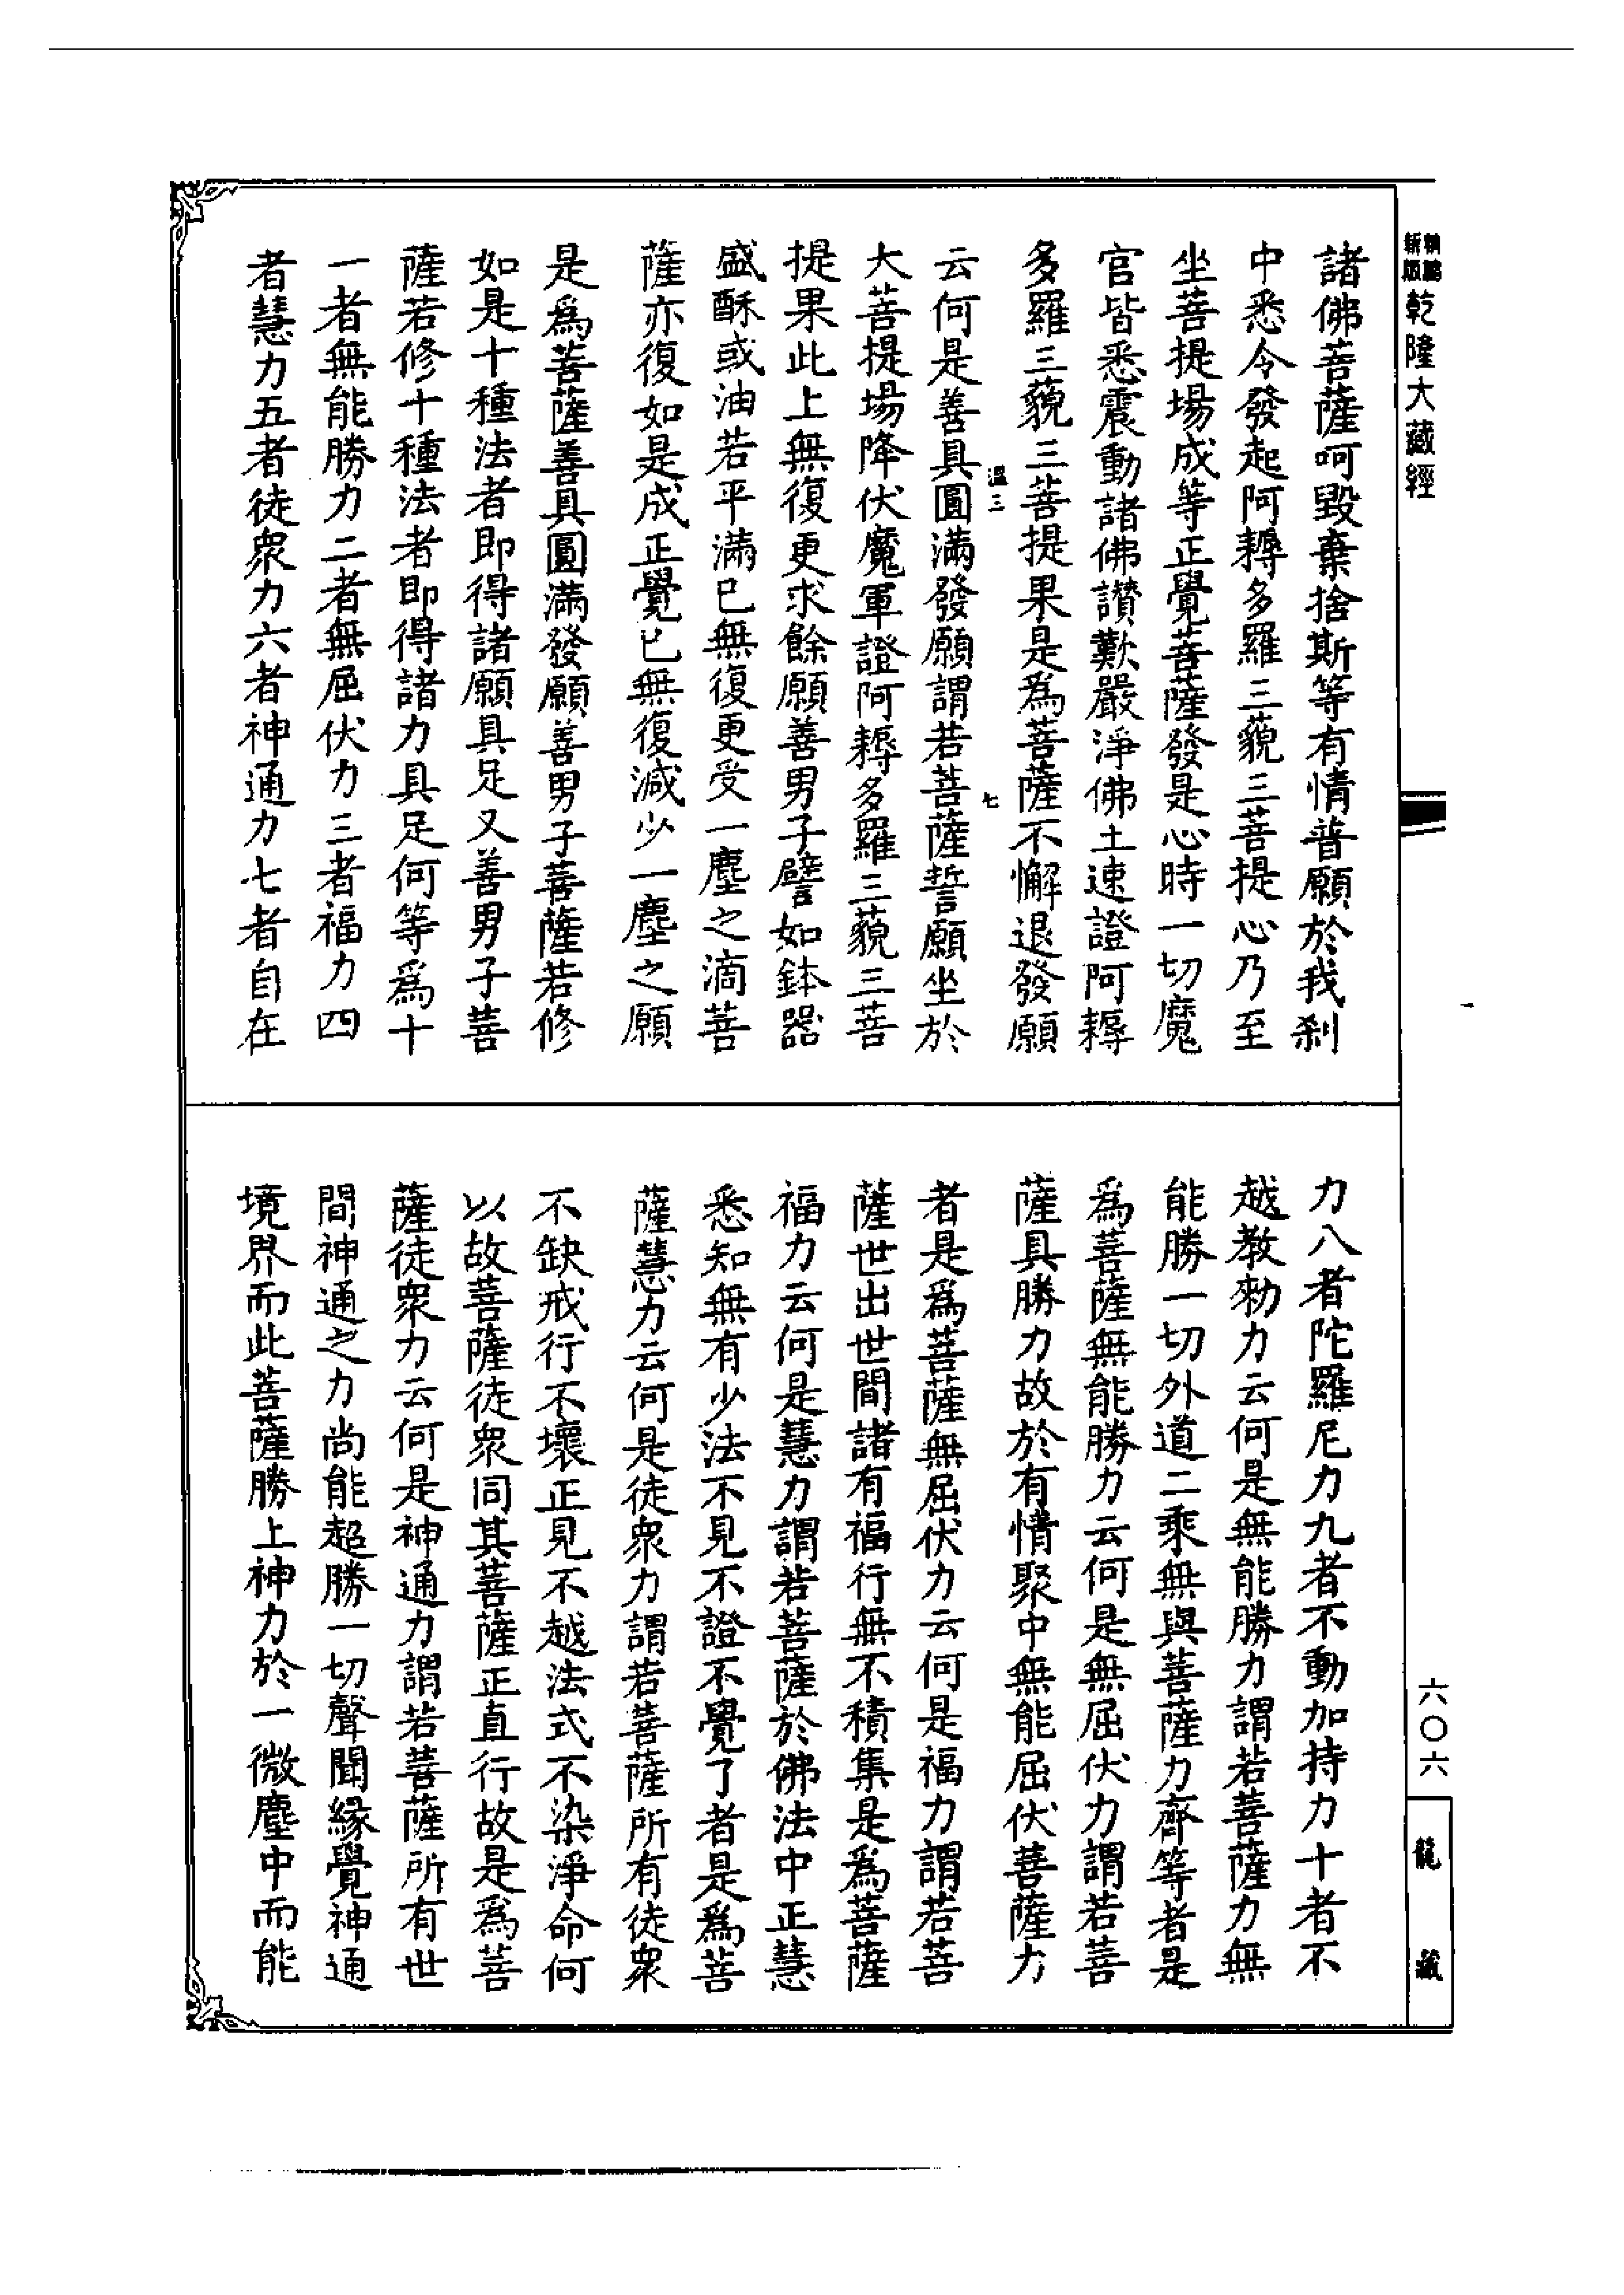 新編
新版
乾隆大藏經
諸佛菩薩呵毀棄捨斯等有情普願於我剎
中悉令發起阿耨多羅三藐三菩提心乃至
坐菩提場成等正覺菩薩發是心時一切魔
宮皆悉震動諸佛讃歎嚴淨佛土速證阿耨
多羅三藐三菩提果是為菩薩不懈退發願
溫三
七
云何是善具圓滿發願謂若菩薩誓願坐於
大菩提場降伏魔軍證阿耨多羅三藐三菩
提果此上無復更求餘願善男子譬如鉢器
盛酥或油若平滿已無復更受一塵之滴菩
薩亦復如是成正覺已無復減少一塵之願
是為菩薩善具圓滿發願善男子菩薩若修
如是十種法者即得諸願具足又善男子菩
薩若修十種法者即得諸力具足何等為十
一者無能勝力二者無屈伏力三者福力四
者慧力五者徒眾力六者神通力七者自在
力八者陀羅尼力九者不動加持力十者不
越教勑力云何是無能勝力謂若菩薩力無
能勝一切外道二乘無與菩薩力齊等者是
為菩薩無能勝力云何是無屈伏力謂若菩
薩具勝力故於有情聚中無能屈伏菩薩力
者是為菩薩無屈伏力云何是福力謂若菩
薩世出世間諸有福行無不積集是為菩薩
福力云何是慧力謂若菩薩於佛法中正慧
悉知無有少法不見不證不覺了者是為菩
薩慧力云何是徒眾力謂若菩薩所有徒眾
不缺戒行不壞正見不越法式不染淨命何
以故菩薩徒眾同其菩薩正直行故是為菩
薩徒眾力云何是神通力謂若菩薩所有世
間神通之力尚能超勝一切聲聞緣覺神通
境界而此菩薩勝上神力於一微塵中而能
六〇六
龍藏